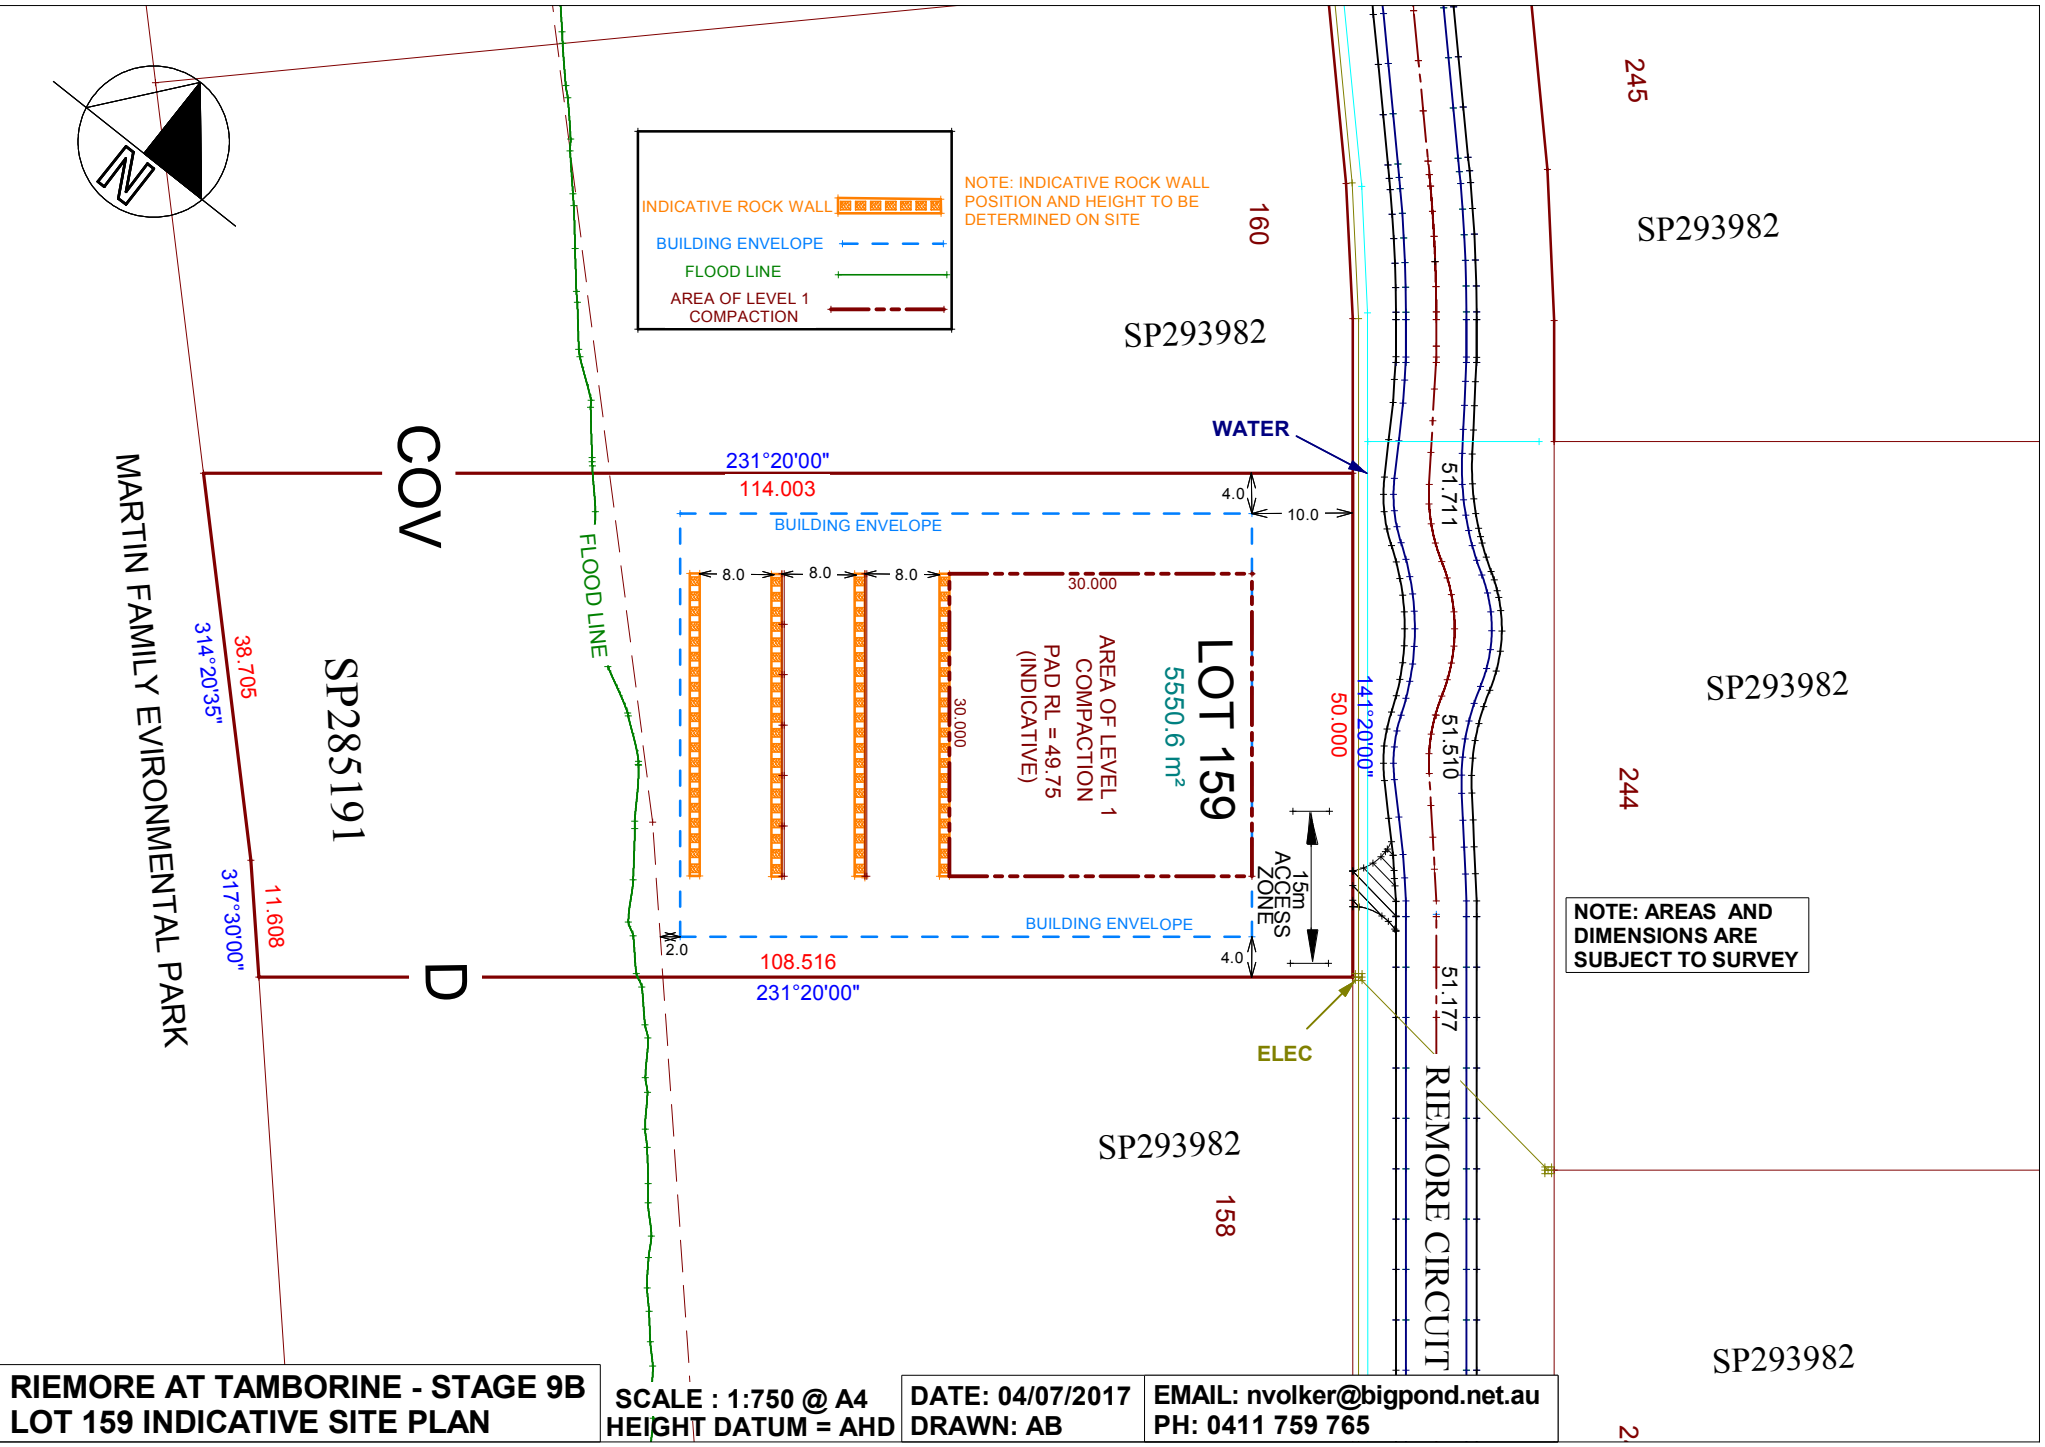 N
INDICATIVE ROCK WALL
BUILDING ENVELOPE
FLOOD LINE
AREA OF LEVEL 1
COMPACTION
NOTE: INDICATIVE ROCK WALL
POSITION AND HEIGHT TO BE
DETERMINED ON SITE
160
SP293982
245
SP293982
WATER
COV
231°20'00"
114.003
4.0
10.0
BUILDING ENVELOPE
FLOOD LINE
8.0
8.0
8.0
30.000
30.000
AREA OF LEVEL 1
COMPACTION
PAD RL = 49.75
(INDICATIVE)
LOT 159
5550.6 m²
141°20'00"
50.000
51.711
51.510
51.177
MARTIN FAMILY EVIRONMENTAL PARK
38.705
314°20'35"
SP285191
11.608
317°30'00"
D
15m
ACCESS
ZONE
BUILDING ENVELOPE
2.0
4.0
108.516
231°20'00"
ELEC
SP293982
244
NOTE: AREAS AND
DIMENSIONS ARE
SUBJECT TO SURVEY
SP293982
158
RIEMORE CIRCUIT
SP293982
RIEMORE AT TAMBORINE - STAGE 9B
LOT 159 INDICATIVE SITE PLAN
SCALE : 1:750 @ A4
HEIGHT DATUM = AHD
DATE: 04/07/2017
DRAWN: AB
EMAIL: nvolker@bigpond.net.au
PH: 0411 759 765